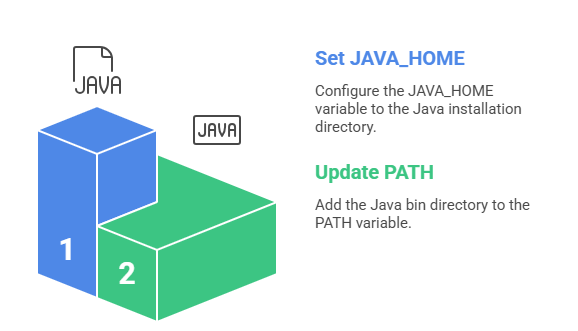 JAVA
JAVA
1
2
Set JAVA_HOME
Configure the JAVA_HOME
variable to the Java installation
directory.
Update PATH
Add the Java bin directory to the
PATH variable.